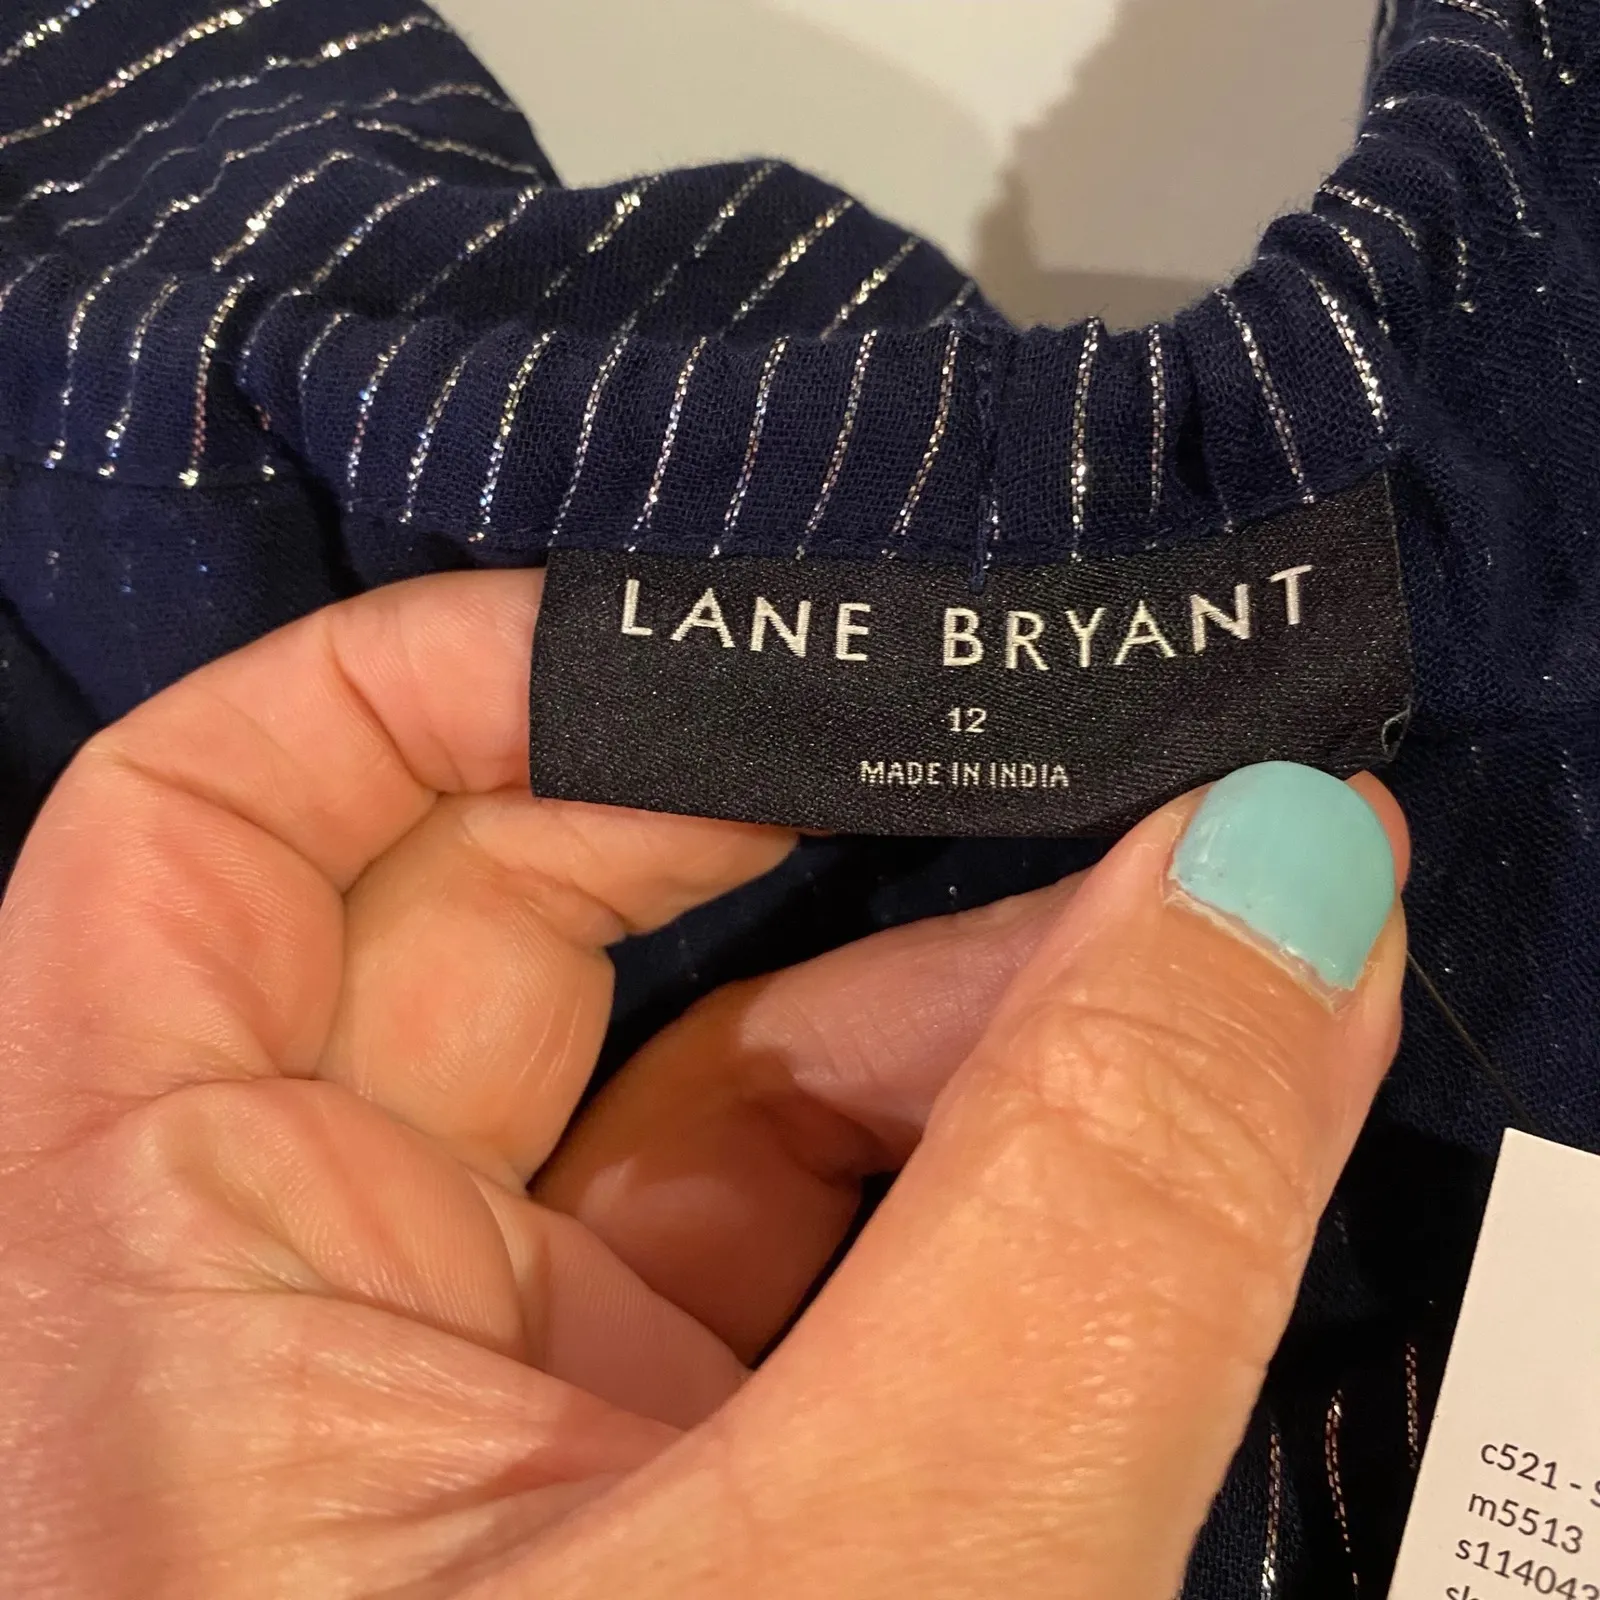 LANE BRYANT
12
MADE IN INDIA
c521 -
m5513